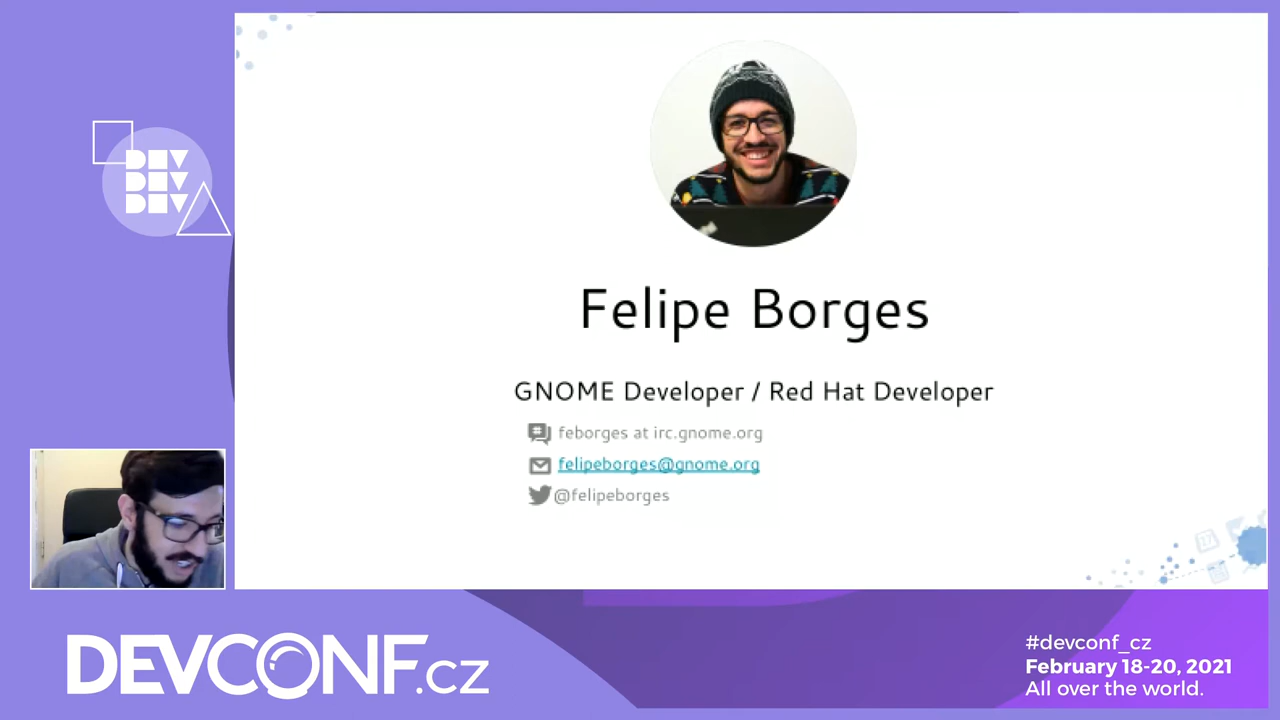 DEV
DEV
DEV
Felipe Borges
GNOME Developer / Red Hat Developer
feborges at irc.gnome.org
felipeborges@gnome.org
@felipeborges
27
DEVCONF.cz
#devconf_cz
February 18-20, 2021
All over the world.